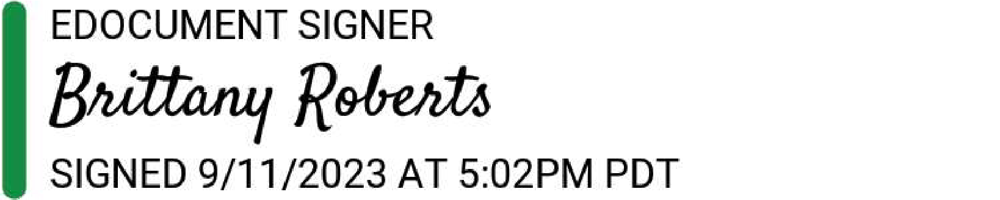 EDOCUMENT SIGNER
Brittany Roberts
SIGNED 9/11/2023 AT 5:02PM PDT